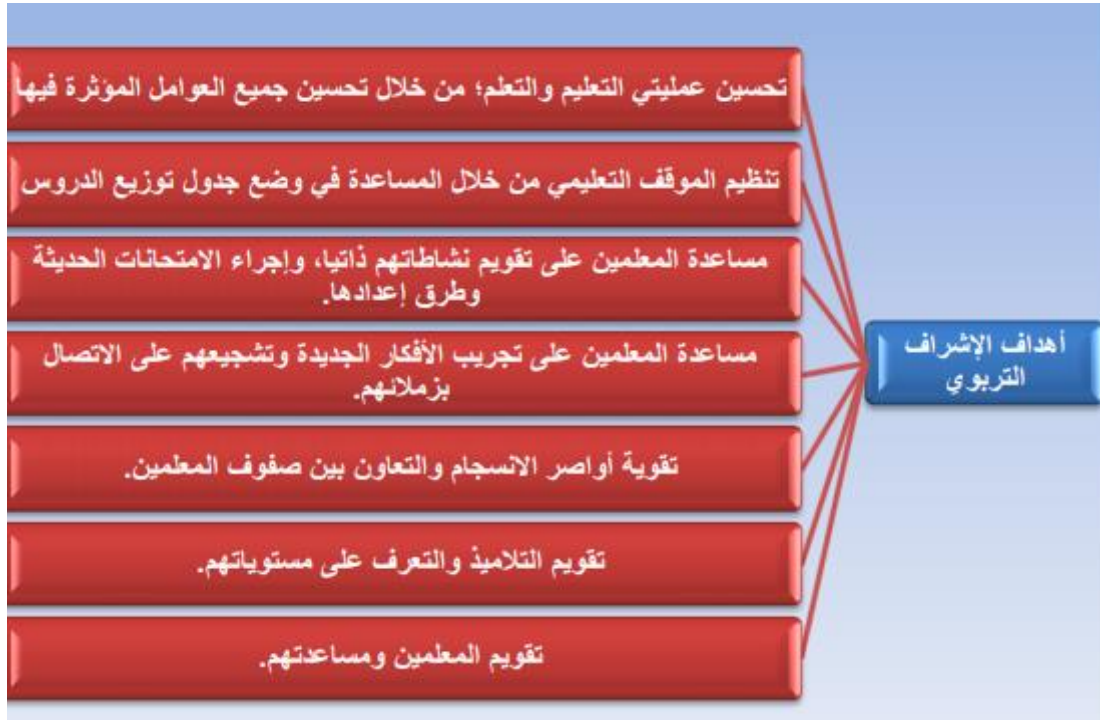 أهداف الإشراف
التربوي
تحسين عمليتي التعليم والتعلم؛ من خلال تحسين جميع العوامل المؤثرة فيها
تنظيم الموقف التعليمي من خلال المساعدة في وضع جدول توزيع الدروس
مساعدة المعلمين على تقويم نشاطاتهم ذاتيا، وإجراء الامتحانات الحديثة
وطرق إعدادها.
مساعدة المعلمين على تجريب الأفكار الجديدة وتشجيعهم على الاتصال
بزملائهم.
تقوية أواصر الانسجام والتعاون بين صفوف المعلمين.
تقويم التلاميذ والتعرف على مستوياتهم.
تقويم المعلمين ومساعدتهم.